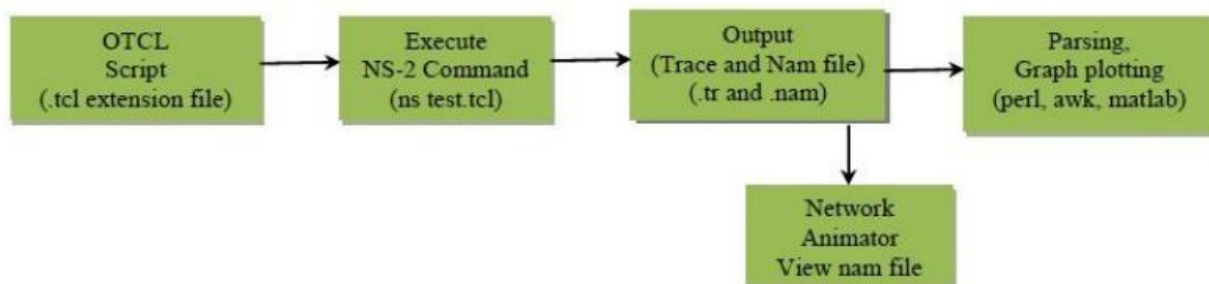 OTCL
Script
(.tcl extension file)
Execute
NS-2 Command
(ns test.tcl)
Output
(Trace and Nam file)
(.tr and .nam)
Parsing,
Graph plotting
(perl, awk, matlab)
Network
Animator
View nam file